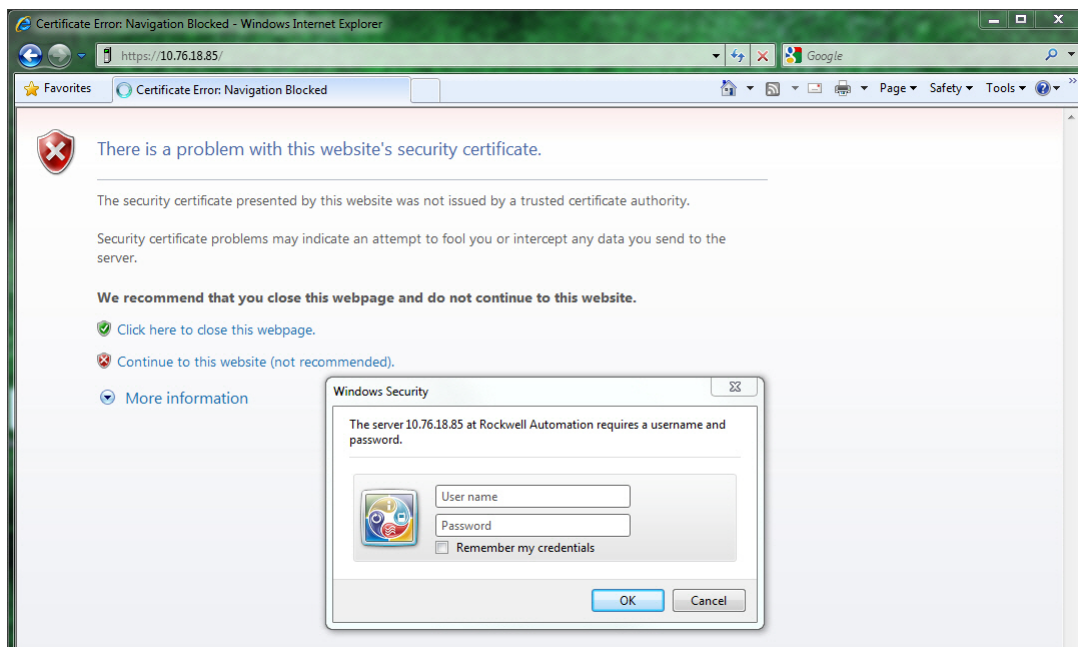 Certificate Error: Navigation Blocked - Windows Internet Explorer
https://10.76.18.85/
Google
Favorites
Certificate Error: Navigation Blocked
Page
Safety
Tools
There is a problem with this website's security certificate.
The security certificate presented by this website was not issued by a trusted certificate authority.
Security certificate problems may indicate an attempt to fool you or intercept any data you send to the
server.
We recommend that you close this webpage and do not continue to this website.
Click here to close this webpage.
Continue to this website (not recommended).
More information
Windows Security
The server 10.76.18.85 at Rockwell Automation requires a username and
password.
User name
Password
Remember my credentials
OK
Cancel